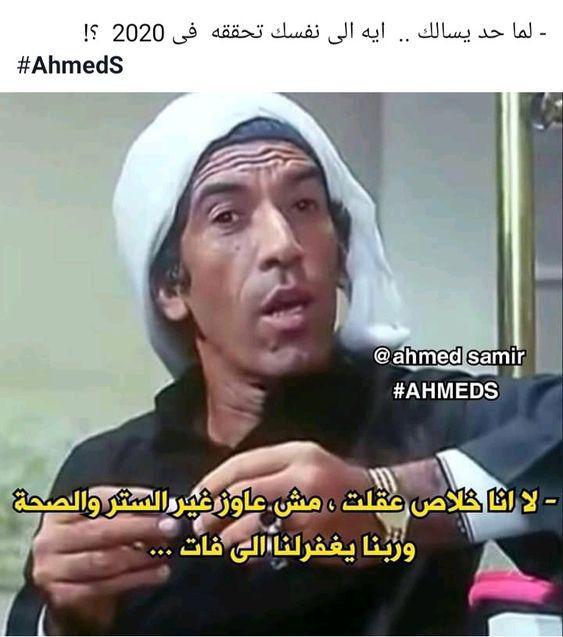 - لما حد يسالك .. ايه الى نفسك تحققه فى 2020 ؟!
#AhmedS
@ahmed samir
#AHMEDS
- لا انا خلاص عقلت ، مش عاوز غير الستر والصحة
وربنا يغفرلنا الى فات ...